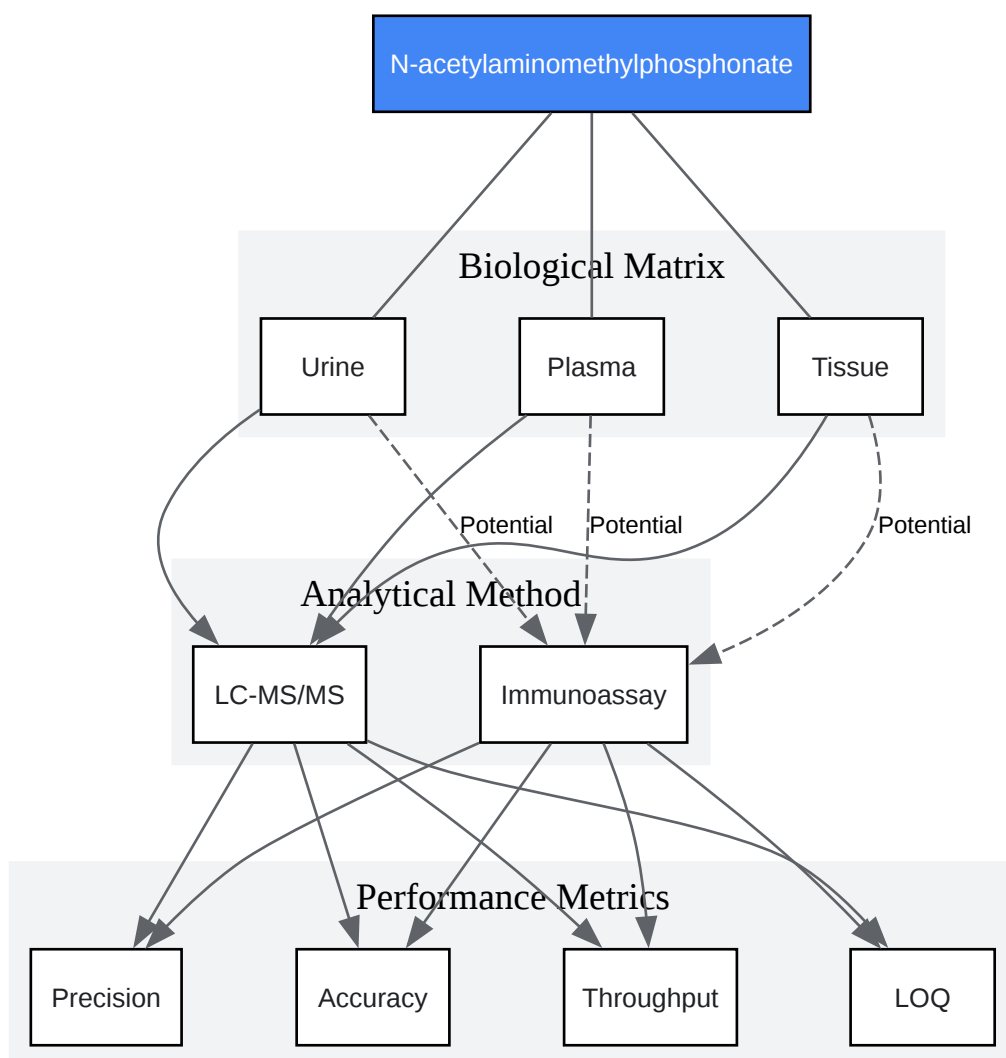 N-acetylaminomethylphosphonate
Biological Matrix
Urine
Plasma
Tissue
Potential
Potential
Potential
Analytical Method
LC-MS/MS
Immunoassay
Performance Metrics
Precision
Accuracy
Throughput
LOQ